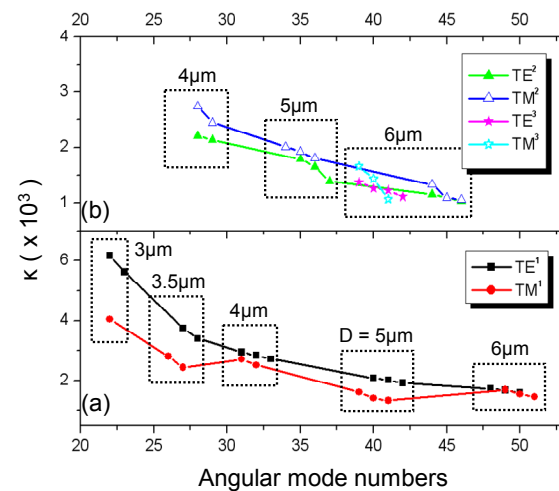 20 25 30 35 40 45 50
4
3
2
1
κ ( x 10³)
4µm
5µm
6µm
TE²
TM²
TE³
TM³
(b)
6
4
2
3µm
3.5µm
4µm
D = 5µm
6µm
TE¹
TM¹
(a)
20 25 30 35 40 45 50
Angular mode numbers